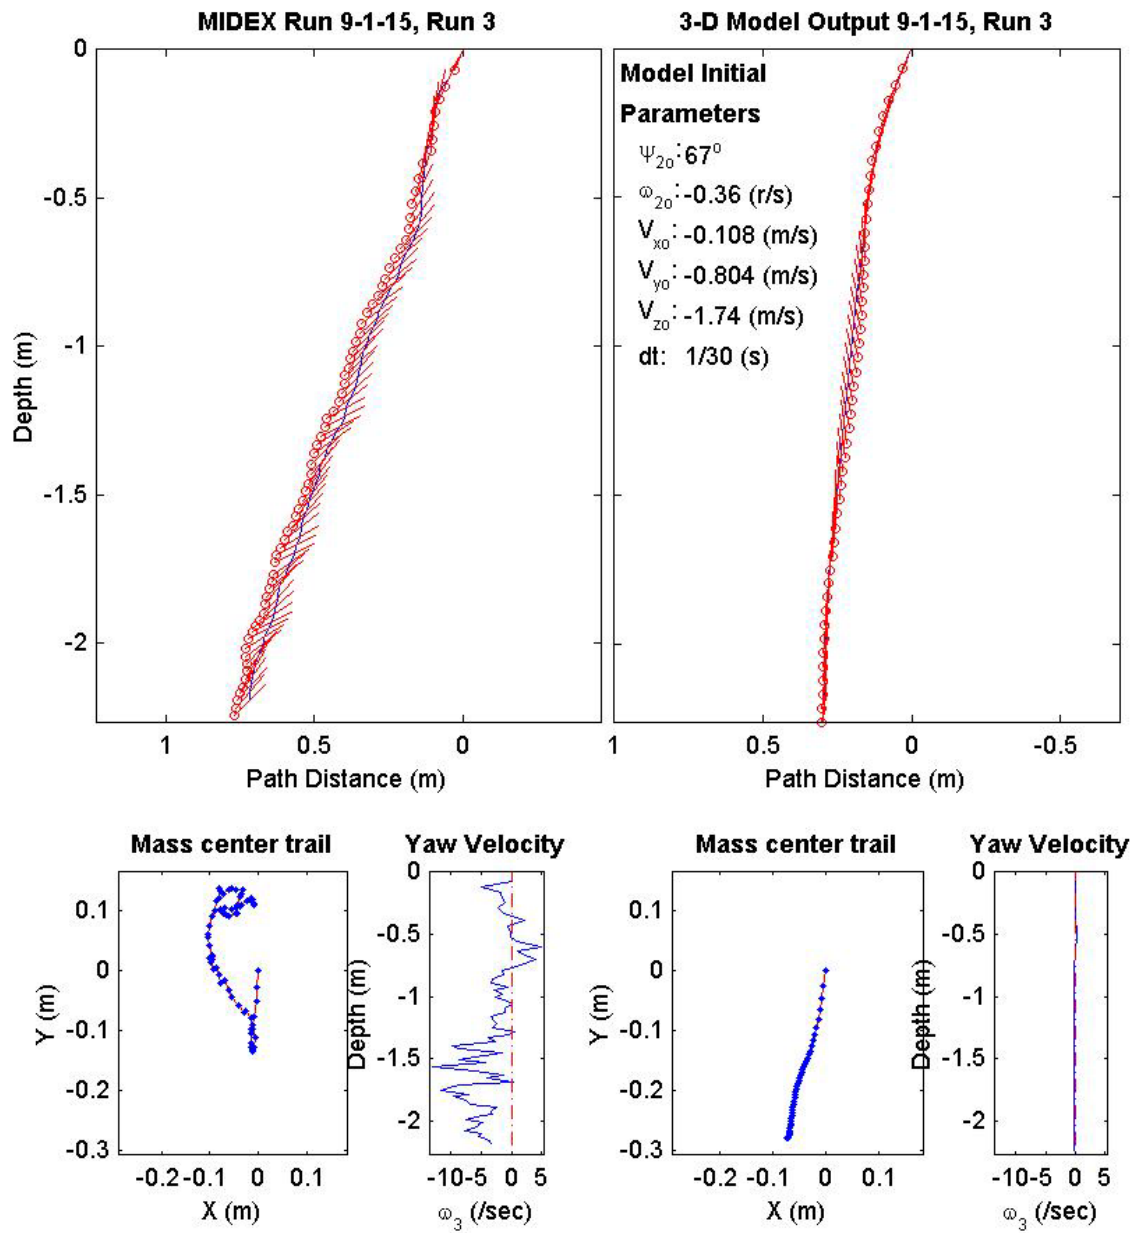 MIDEX Run 9-1-15, Run 3
3-D Model Output 9-1-15, Run 3
0
-0.5
-1
-1.5
-2
Depth (m)
1 0.5 0
Path Distance (m)
Model Initial
Parameters
Ψ2o: 67o
ω2o: -0.36 (r/s)
Vxo: -0.108 (m/s)
Vyo: -0.804 (m/s)
Vzo: -1.74 (m/s)
dt: 1/30 (s)
1 0.5 0 -0.5
Path Distance (m)
Mass center trail
0.1
0
-0.1
-0.2
-0.3
Y (m)
-0.2 -0.1 0 0.1
X (m)
Yaw Velocity
0
-0.5
-1
-1.5
-2
Depth (m)
-10 -5 0 5
ω3 (/sec)
Mass center trail
0.1
0
-0.1
-0.2
-0.3
Y (m)
-0.2 -0.1 0 0.1
X (m)
Yaw Velocity
0
-0.5
-1
-1.5
-2
Depth (m)
-10 -5 0 5
ω3 (/sec)